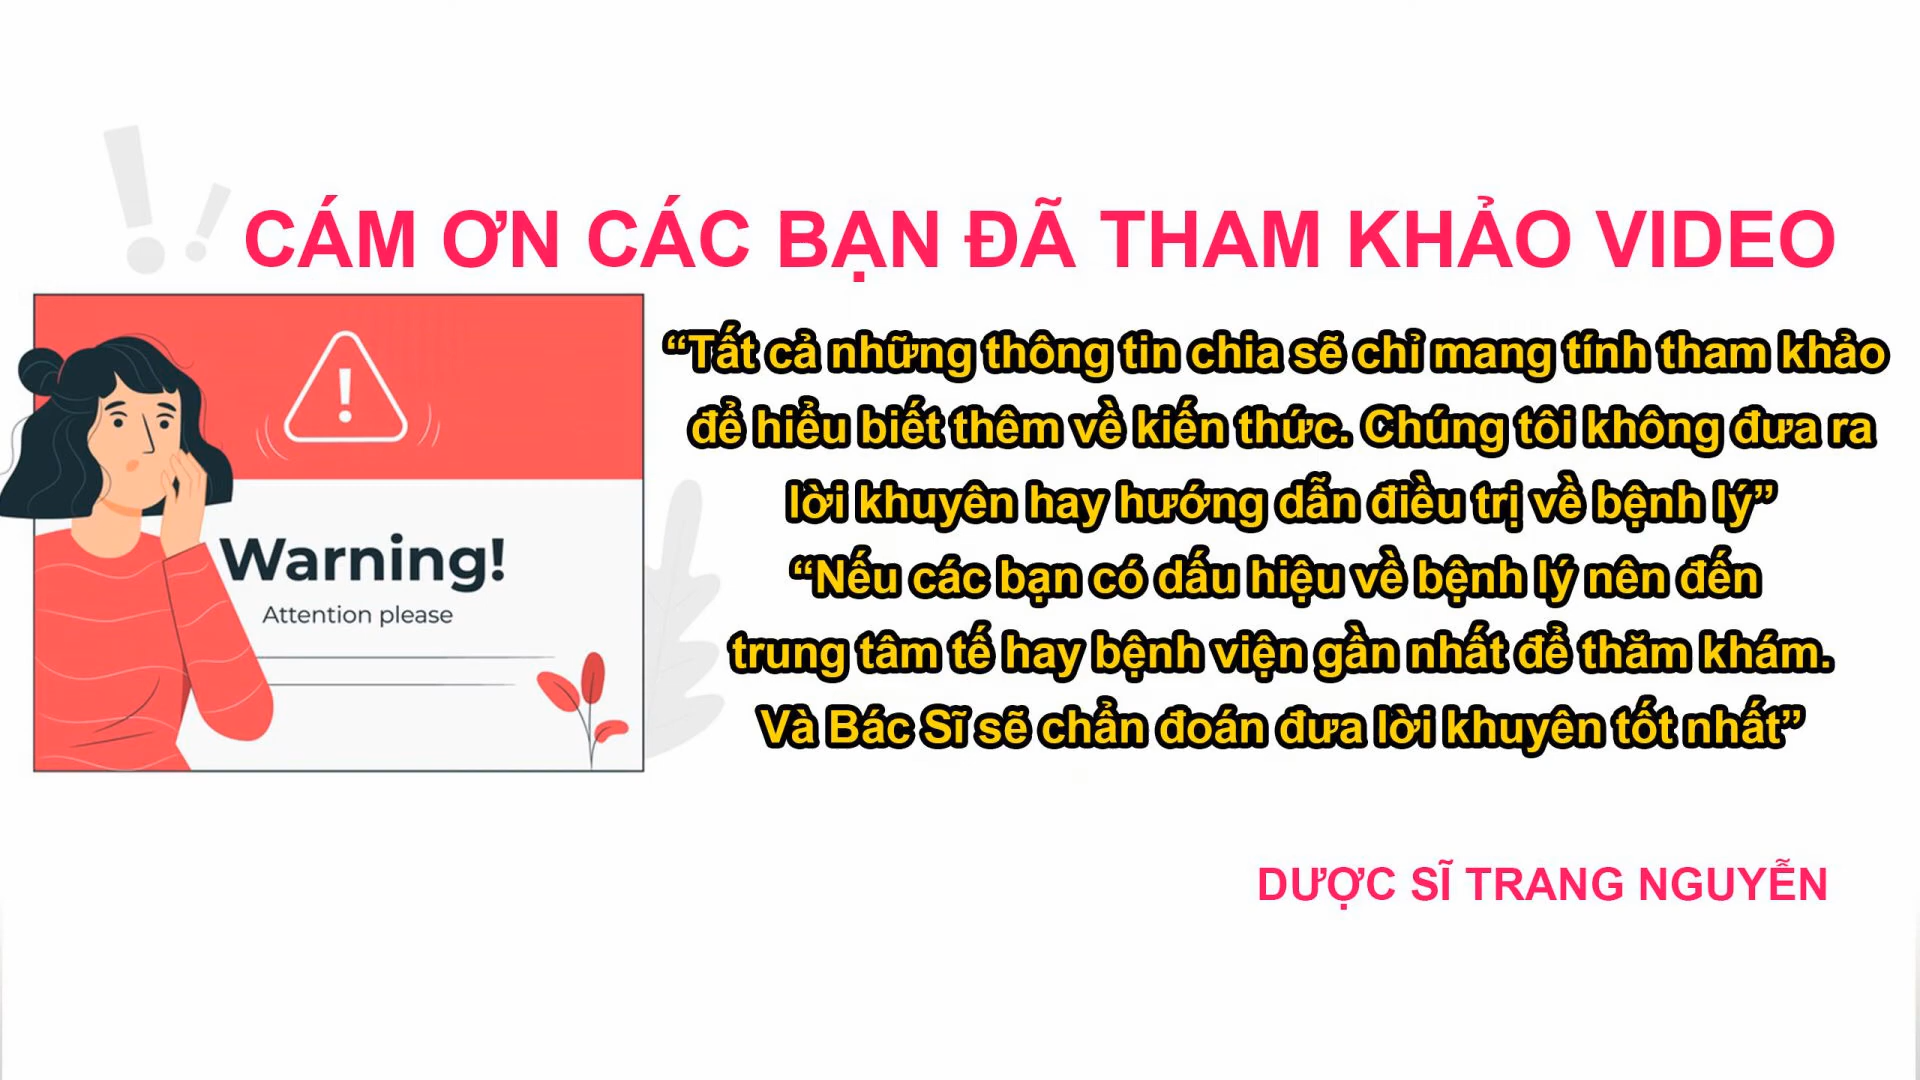 CÁM ƠN CÁC BẠN ĐÃ THAM KHẢO VIDEO
“Tất cả những thông tin chia sẽ chỉ mang tính tham khảo
để hiểu biết thêm về kiến thức. Chúng tôi không đưa ra
lời khuyên hay hướng dẫn điều trị về bệnh lý”
“Nếu các bạn có dấu hiệu về bệnh lý nên đến
trung tâm tế hay bệnh viện gần nhất để thăm khám.
Và Bác Sĩ sẽ chẩn đoán đưa lời khuyên tốt nhất”
Warning!
Attention please
DƯỢC SĨ TRANG NGUYỄN